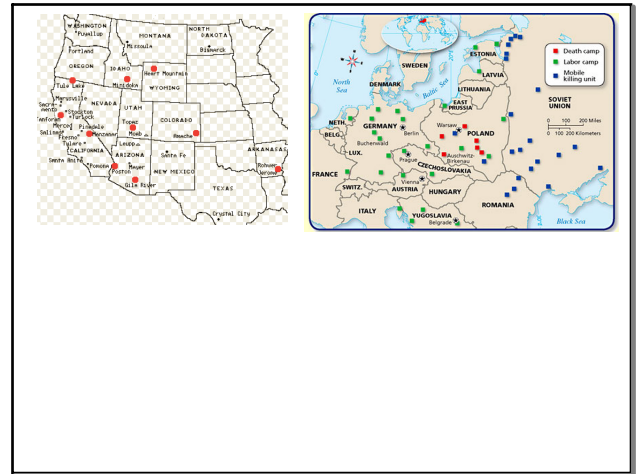 WASHINGTON
Puyallup
Portland
MONTANA
Missoula
NORTH
DAKOTA
Bismarck
OREGON
IDAHO
Heart Mountain
Tule Lake
Minidoka
WYOMING
Marysville
NEVADA
UTAH
Sacra-
mento
Stockton
Turlock
Tanforan
Merced
Salinas
Pinedale
Fresno
Manzanar
Tulare
Topaz
Moab
COLORADO
Amache
CALIFORNIA
Leupp
Santa Anita
Pomona
ARIZONA
Mayer
Poston
Gila River
Santa Fe
NEW MEXICO
TEXAS
Crystal City
ARKANSAS
Rohwer
Jerome
North
Sea
SWEDEN
DENMARK
Baltic Sea
ESTONIA
LATVIA
LITHUANIA
EAST
PRUSSIA
Death camp
Labor camp
Mobile
killing unit
SOVIET
UNION
0 100 200 Miles
0 100 200 Kilometers
NETH.
BELG.
LUX.
GERMANY
Berlin
Buchenwald
Warsaw
POLAND
Auschwitz-
Birkenau
Prague
CZECHOSLOVAKIA
FRANCE
SWITZ.
Vienna
AUSTRIA
HUNGARY
ROMANIA
ITALY
YUGOSLAVIA
Belgrade
Black Sea